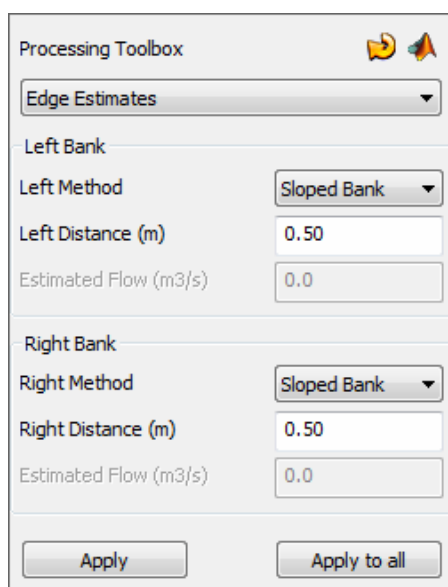 Processing Toolbox
Edge Estimates
Left Bank
Left Method Sloped Bank
Left Distance (m) 0.50
Estimated Flow (m3/s) 0.0
Right Bank
Right Method Sloped Bank
Right Distance (m) 0.50
Estimated Flow (m3/s) 0.0
Apply Apply to all